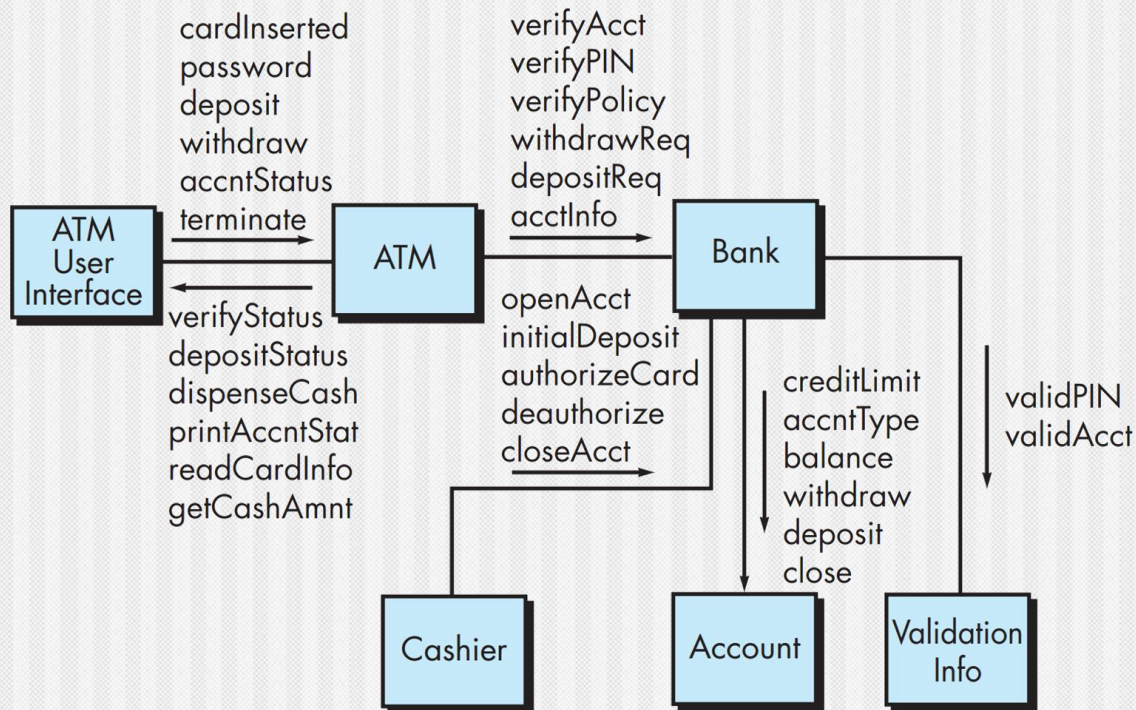 cardInserted
password
deposit
withdraw
accntStatus
terminate
verifyAcct
verifyPIN
verifyPolicy
withdrawReq
depositReq
acctInfo
ATM
User
Interface
ATM
Bank
verifyStatus
depositStatus
dispenseCash
printAccntStat
readCardInfo
getCashAmnt
openAcct
initialDeposit
authorizeCard
deauthorize
closeAcct
creditLimit
accntType
balance
withdraw
deposit
close
validPIN
validAcct
Cashier
Account
Validation
Info